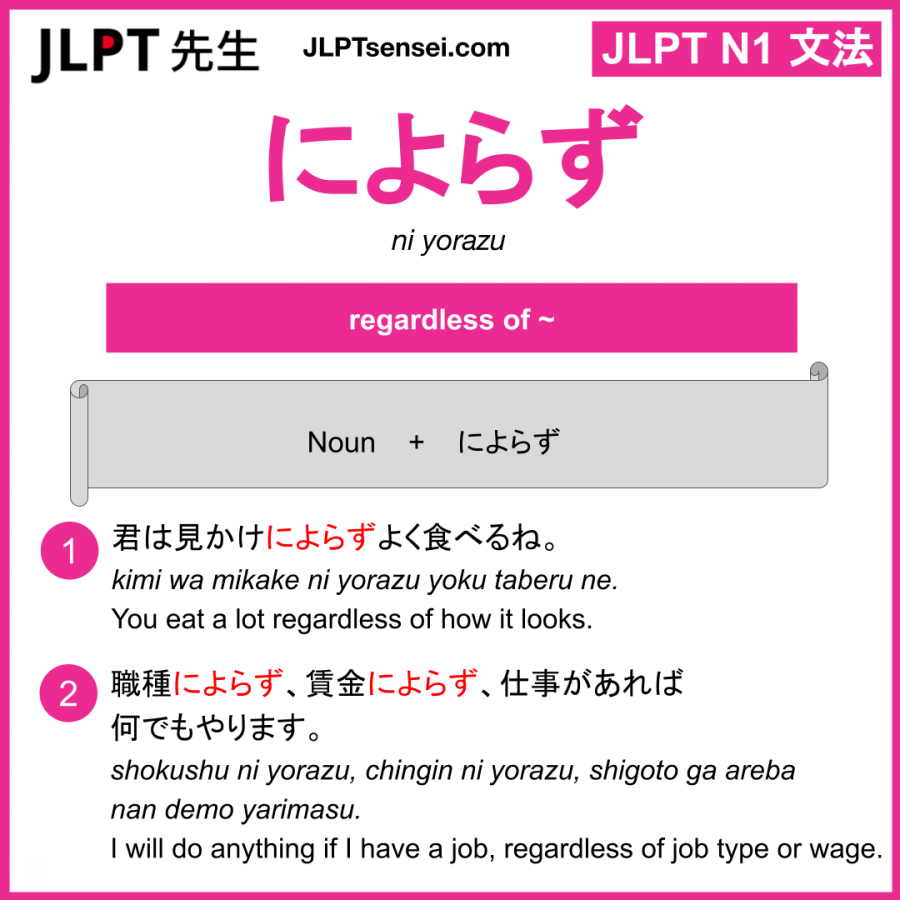 JLPT 先生
JLPTsensei.com
JLPT N1 文法
によらず
ni yorazu
regardless of ~
Noun + によらず
1
君は見かけによらずよく食べるね。
kimi wa mikake ni yorazu yoku taberu ne.
You eat a lot regardless of how it looks.
2
職種によらず、賃金によらず、仕事があれば
何でもやります。
shokushu ni yorazu, chingin ni yorazu, shigoto ga areba
nan demo yarimasu.
I will do anything if I have a job, regardless of job type or wage.